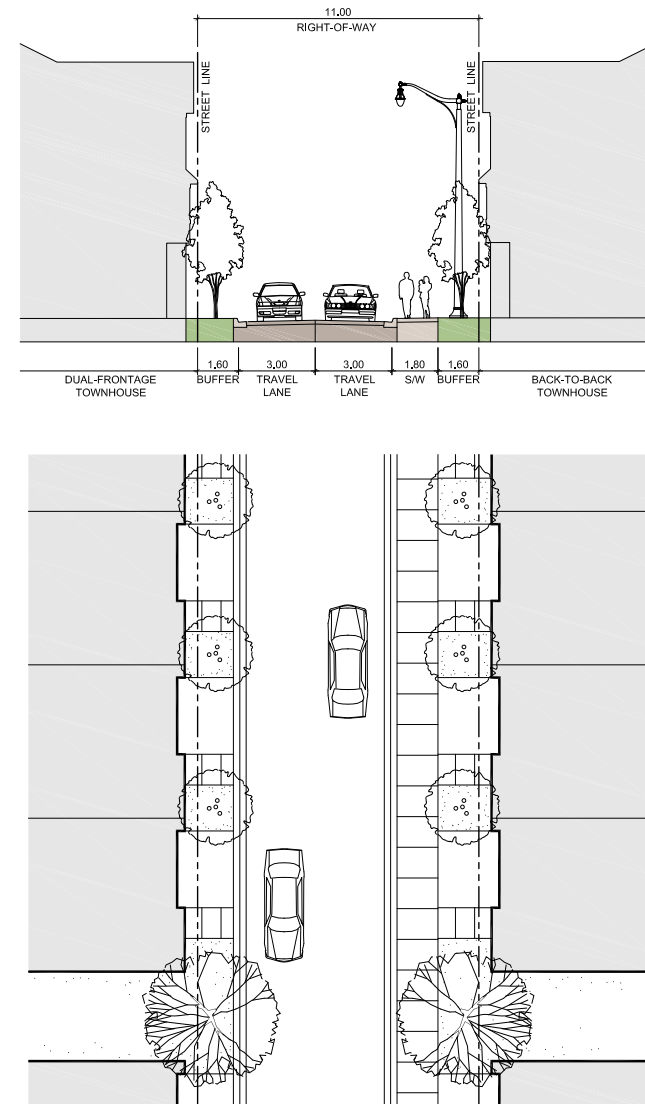 11.00
RIGHT-OF-WAY
STREET LINE
STREET LINE
1.60 3.00 3.00 1.80 1.60
DUAL-FRONTAGE BUFFER TRAVEL TRAVEL S/W BUFFER BACK-TO-BACK
TOWNHOUSE LANE LANE TOWNHOUSE